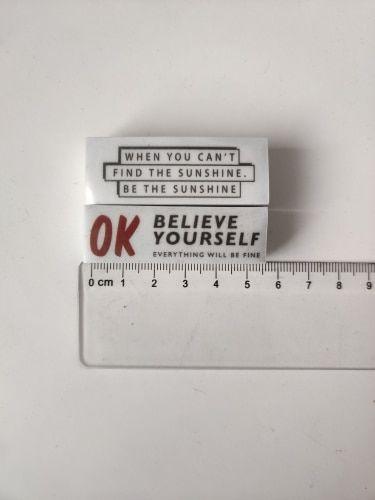 WHEN YOU CAN'T
FIND THE SUNSHINE.
BE THE SUNSHINE
OK BELIEVE
YOURSELF
EVERYTHING WILL BE FINE
0 cm 1 2 3 4 5 6 7 8 9